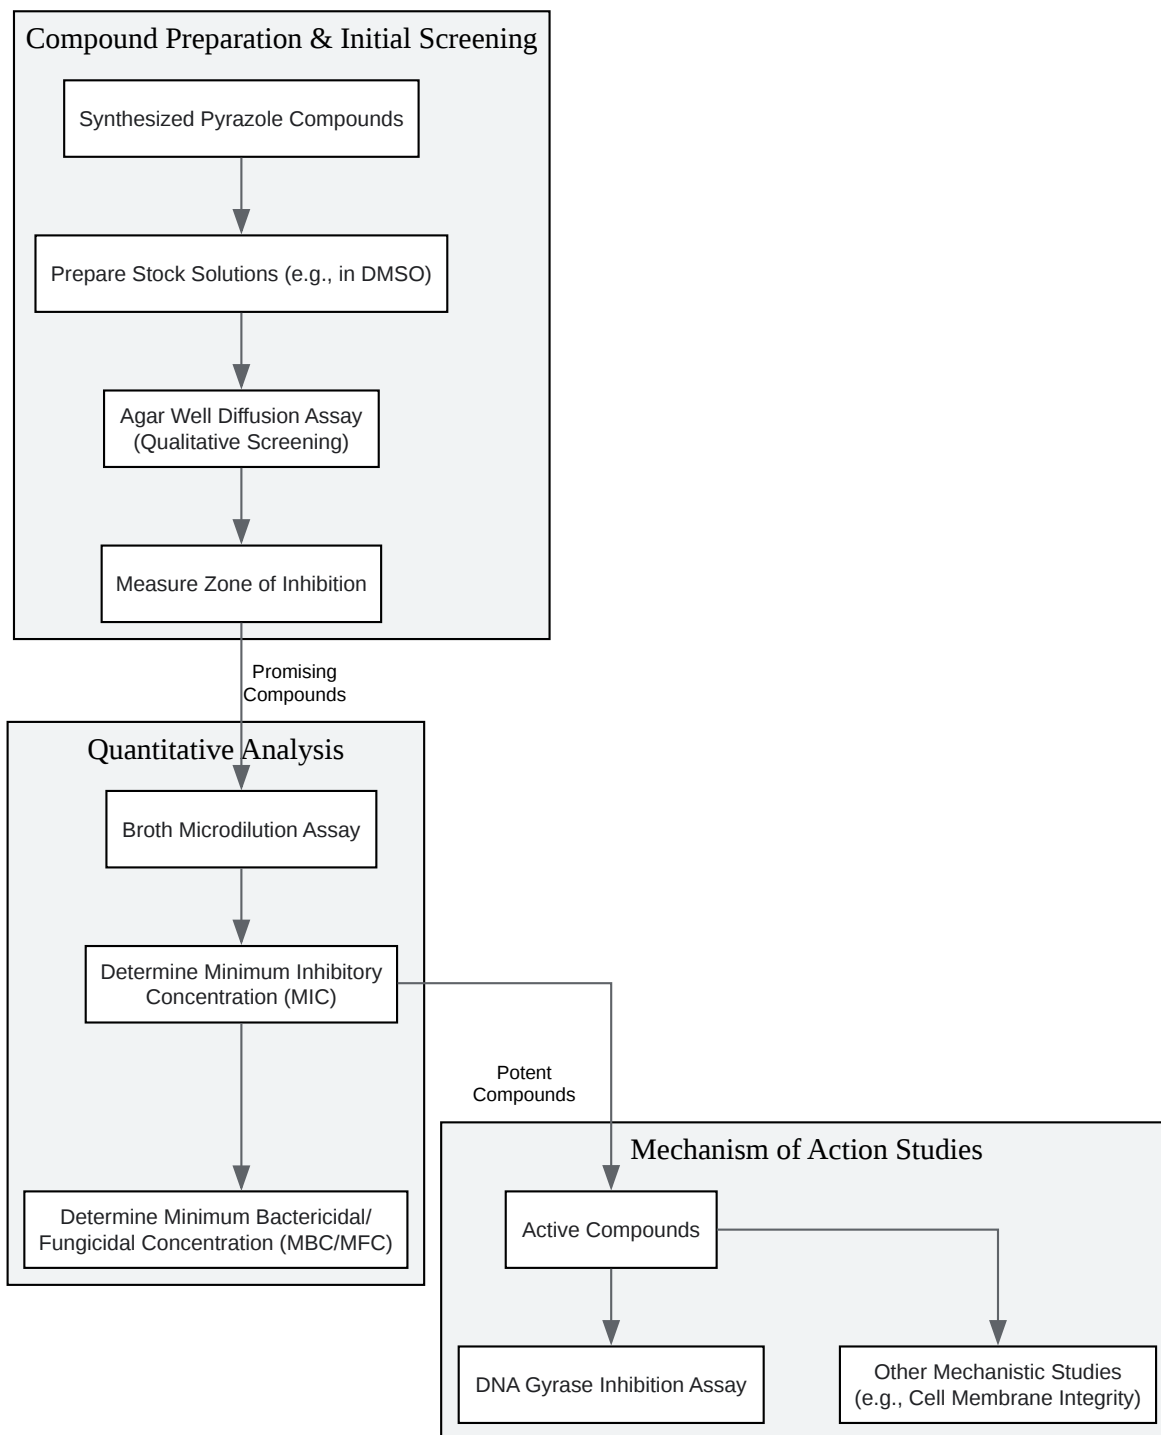 Compound Preparation & Initial Screening
Synthesized Pyrazole Compounds
Prepare Stock Solutions (e.g., in DMSO)
Agar Well Diffusion Assay
(Qualitative Screening)
Measure Zone of Inhibition
Promising
Compounds
Quantitative Analysis
Broth Microdilution Assay
Determine Minimum Inhibitory
Concentration (MIC)
Potent
Compounds
Determine Minimum Bactericidal/
Fungicidal Concentration (MBC/MFC)
Mechanism of Action Studies
Active Compounds
DNA Gyrase Inhibition Assay
Other Mechanistic Studies
(e.g., Cell Membrane Integrity)